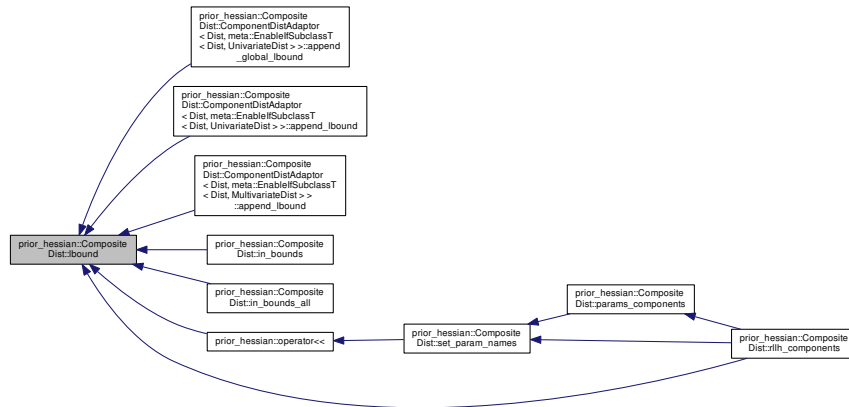 prior_hessian::Composite
Dist::ComponentDistAdaptor
< Dist, meta::EnableIfSubclassT
< Dist, UnivariateDist > >::append
_global_lbound
prior_hessian::Composite
Dist::ComponentDistAdaptor
< Dist, meta::EnableIfSubclassT
< Dist, UnivariateDist > >::append_lbound
prior_hessian::Composite
Dist::ComponentDistAdaptor
< Dist, meta::EnableIfSubclassT
< Dist, MultivariateDist > >
::append_lbound
prior_hessian::Composite
Dist::lbound
prior_hessian::Composite
Dist::in_bounds
prior_hessian::Composite
Dist::in_bounds_all
prior_hessian::operator<<
prior_hessian::Composite
Dist::set_param_names
prior_hessian::Composite
Dist::params_components
prior_hessian::Composite
Dist::rllh_components